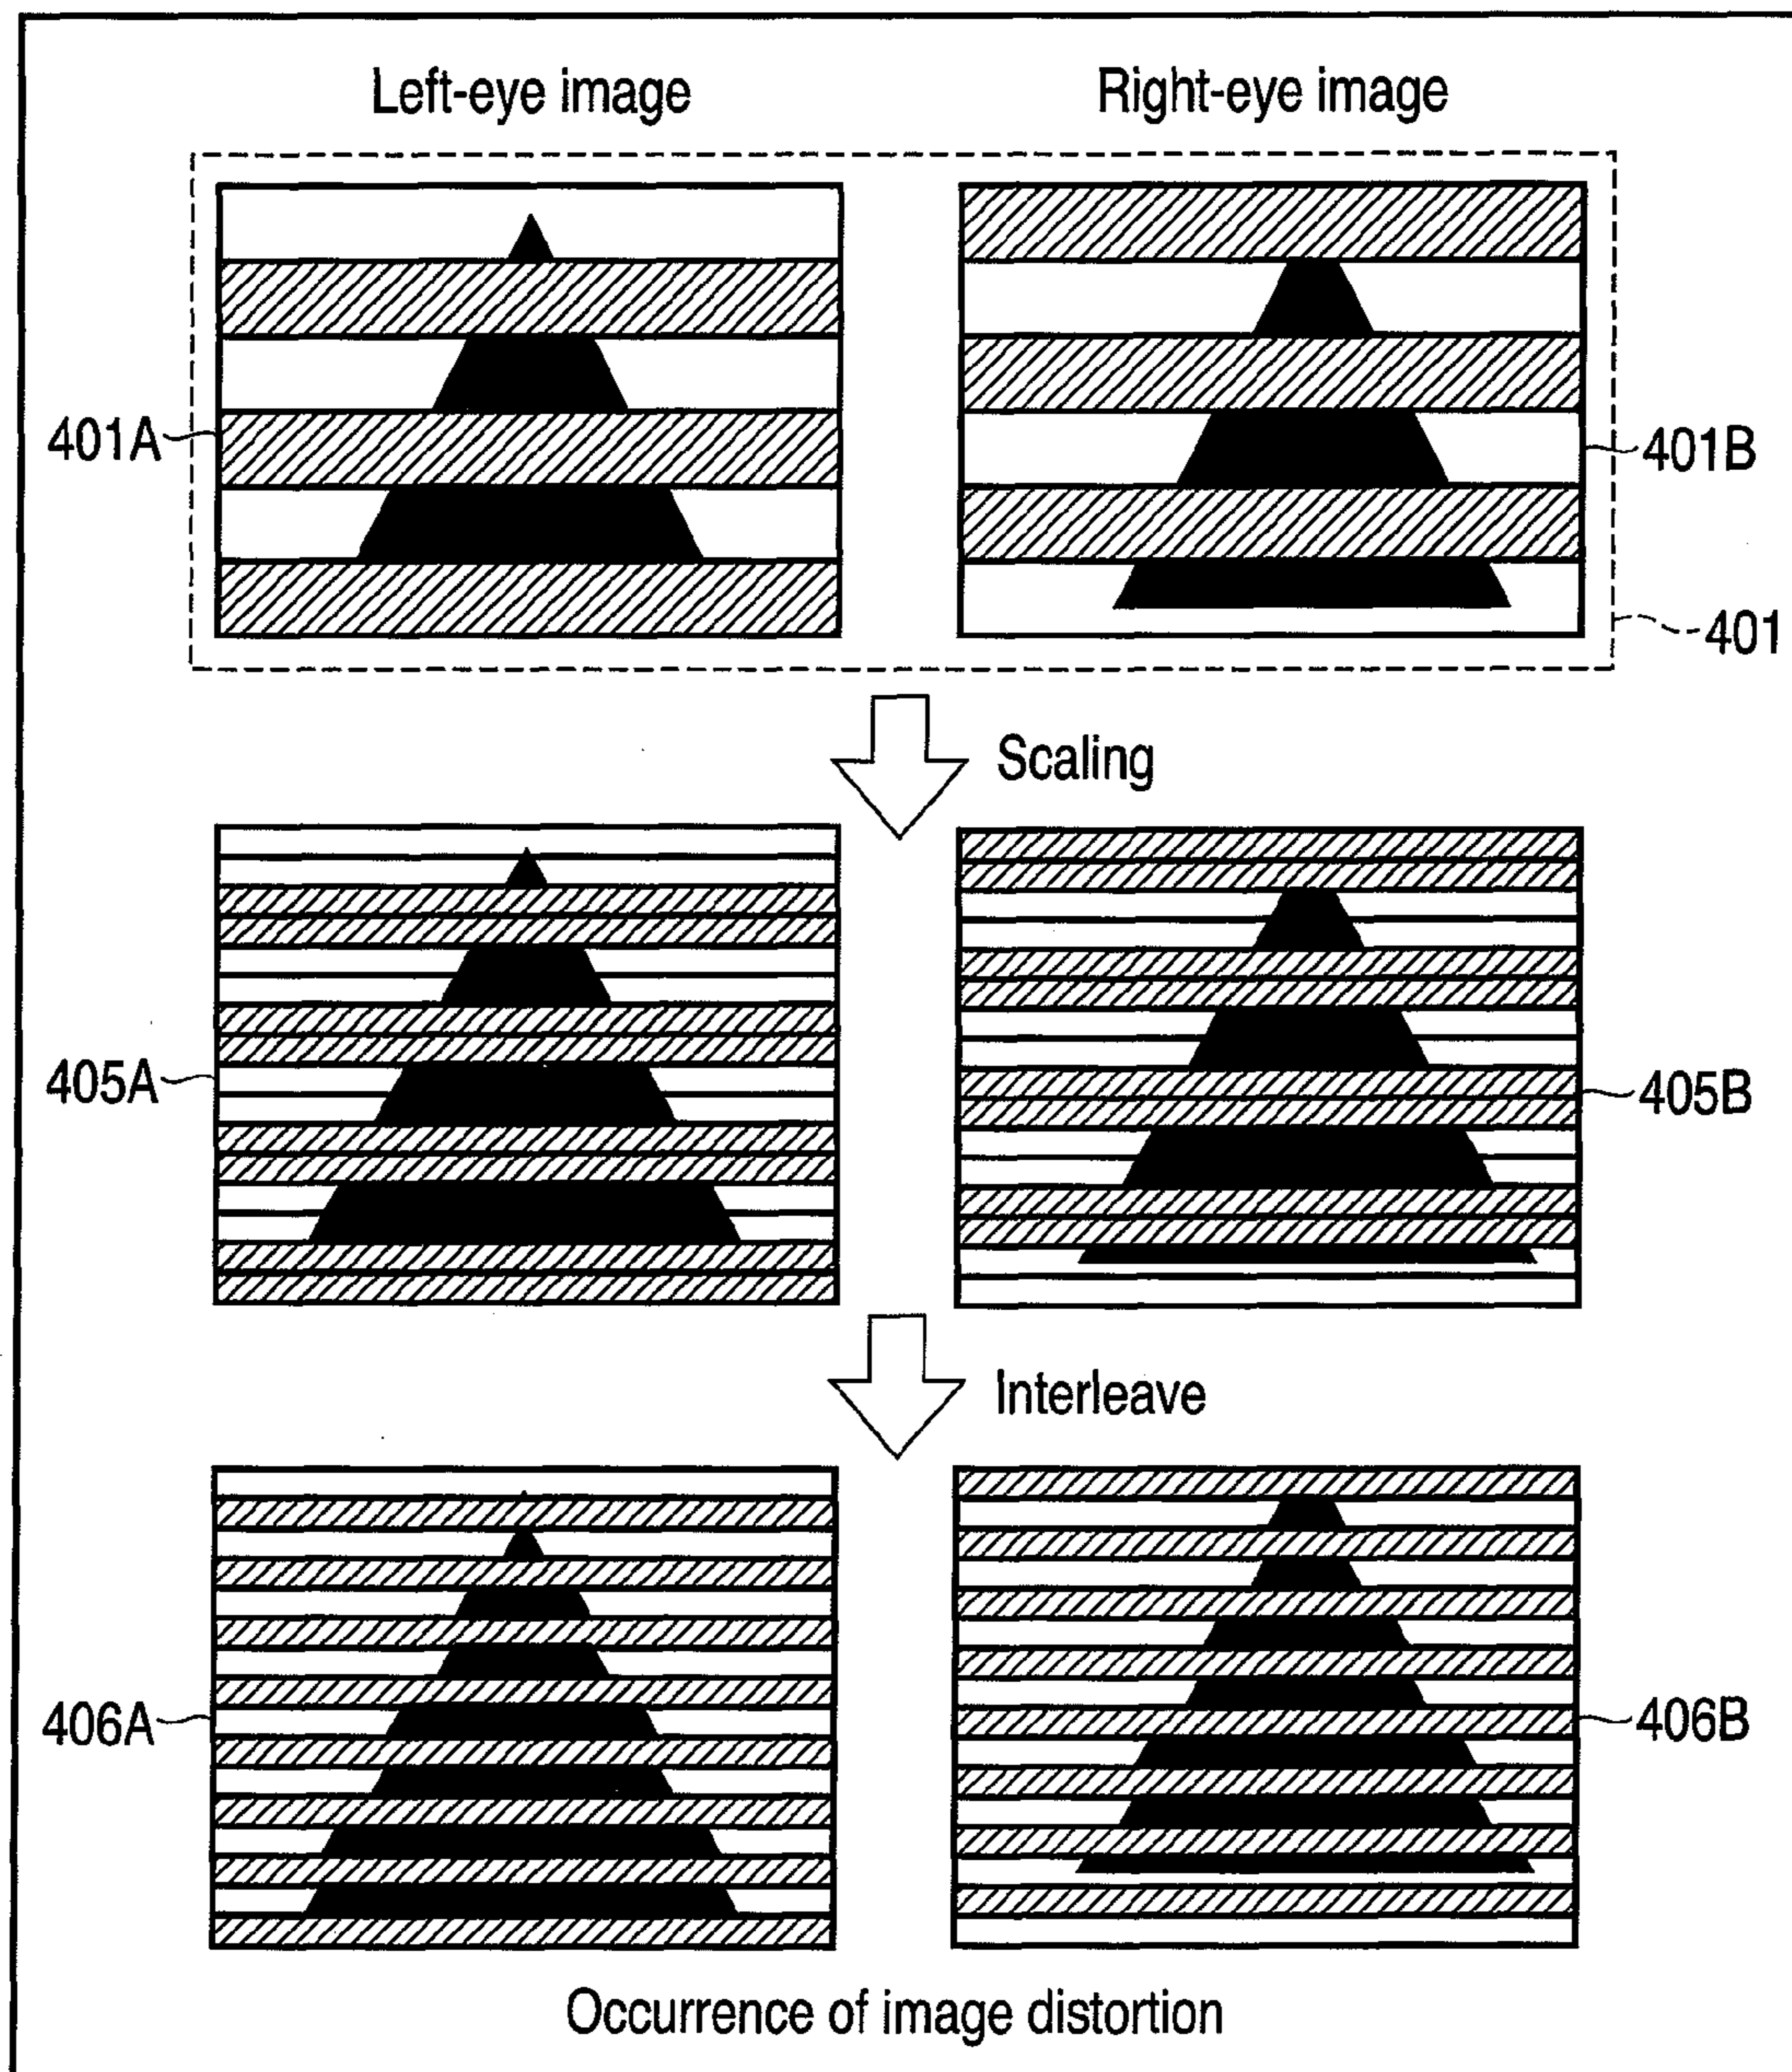 Left-eye image
Right-eye image
401A
401B
401
Scaling
405A
405B
Interleave
406A
406B
Occurrence of image distortion